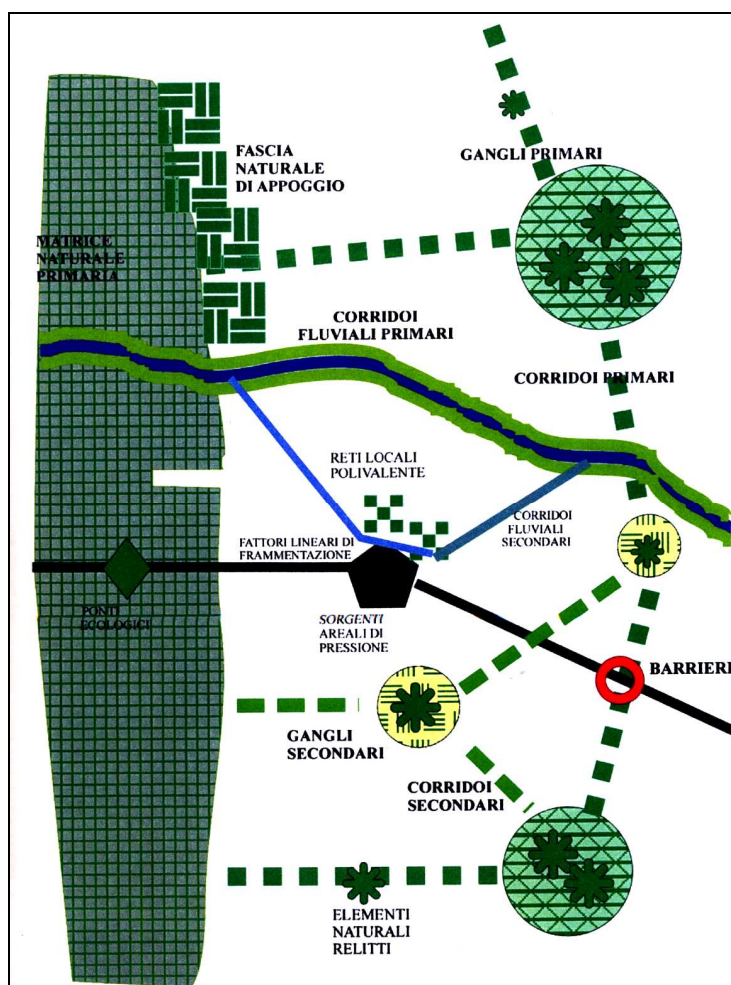 GANGLI PRIMARI
FASCIA
NATURALE
DI APPOGGIO
MATRICE
NATURALE
PRIMARIA
CORRIDOI
FLUVIALI PRIMARI
CORRIDOI PRIMARI
RETI LOCALI
POLIVALENTE
CORRIDOI
FLUVIALI
SECONDARI
FATTORI LINEARI DI
FRAMMENTAZIONE
PONTI
ECOLOGICI
SORGENTI
AREALI DI
PRESSIONE
BARRIERE
GANGLI
SECONDARI
CORRIDOI
SECONDARI
ELEMENTI
NATURALI
RELITTI